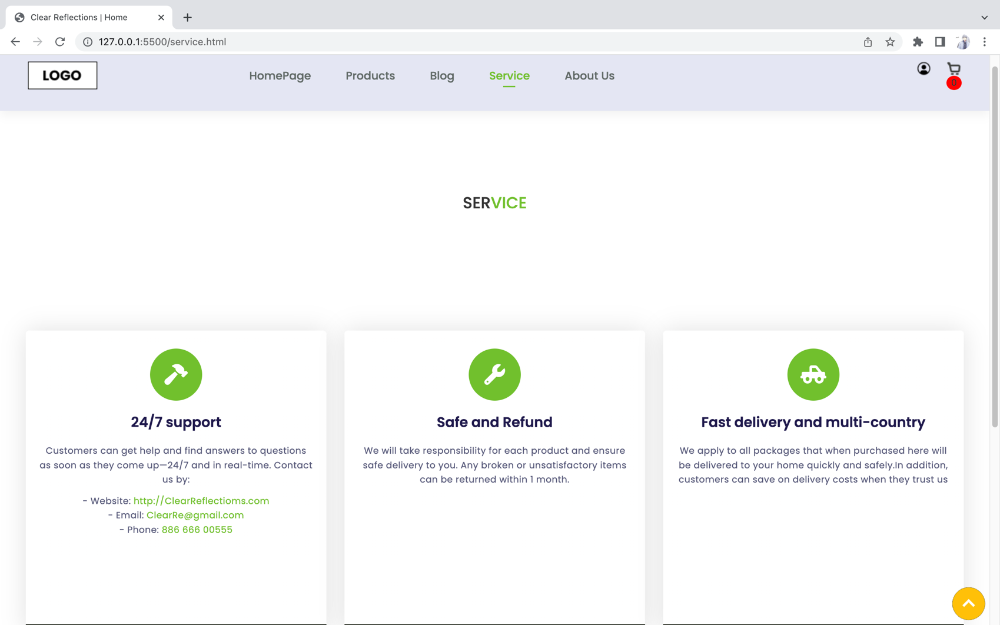 Clear Reflections | Home
127.0.0.1:5500/service.html
LOGO
HomePage
Products
Blog
Service
About Us
0
SERVICE
24/7 support
Customers can get help and find answers to questions
as soon as they come up—24/7 and in real-time. Contact
us by:
- Website: http://ClearReflectioms.com
- Email: ClearRe@gmail.com
- Phone: 886 666 00555
Safe and Refund
We will take responsibility for each product and ensure
safe delivery to you. Any broken or unsatisfactory items
can be returned within 1 month.
Fast delivery and multi-country
We apply to all packages that when purchased here will
be delivered to your home quickly and safely.In addition,
customers can save on delivery costs when they trust us